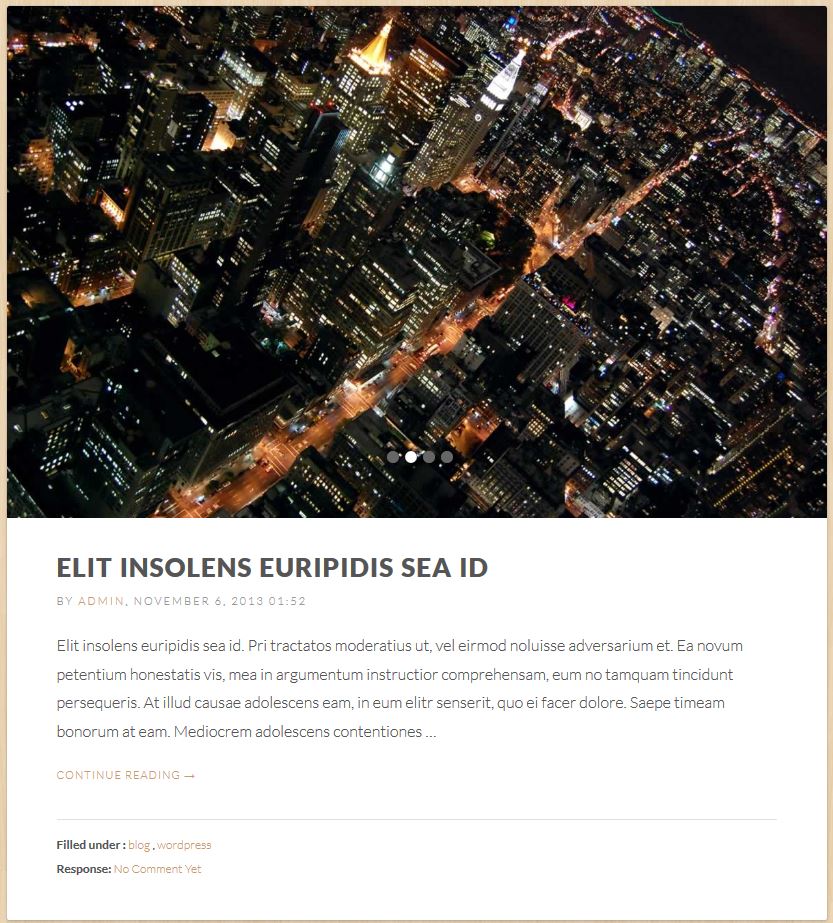 ELIT INSOLENS EURIPIDIS SEA ID
BY ADMIN, NOVEMBER 6, 2013 01:52
Elit insolens euripidis sea id. Pri tractatos moderatius ut, vel eirmod noluisse adversarium et. Ea novum
petentium honestatis vis, mea in argumentum instructior comprehensam, eum no tamquam tincidunt
persequeris. At illud causae adolescens eam, in eum elitr senserit, quo ei facer dolore. Saepe timeam
bonorum at eam. Mediocrem adolescens contentiones ...
CONTINUE READING →
Filled under : blog , wordpress
Response: No Comment Yet